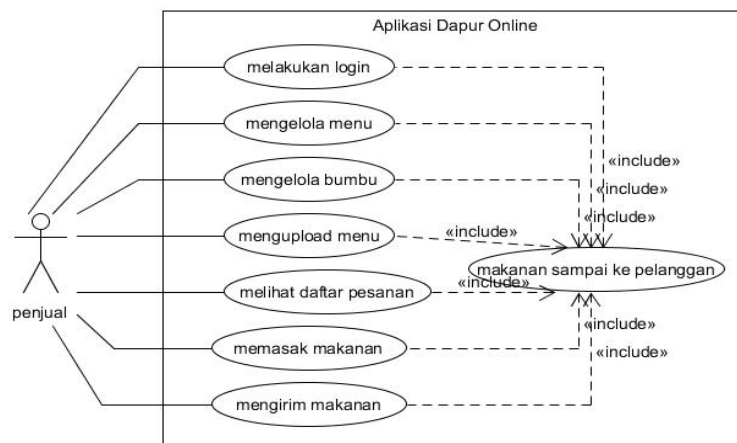 Aplikasi Dapur Online
melakukan login
mengelola menu
«include»
mengelola bumbu
«include»
«include»
mengupload menu
«include»
makanan sampai ke pelanggan
melihat daftar pesanan
«include»
penjual
memasak makanan
«include»
«include»
mengirim makanan